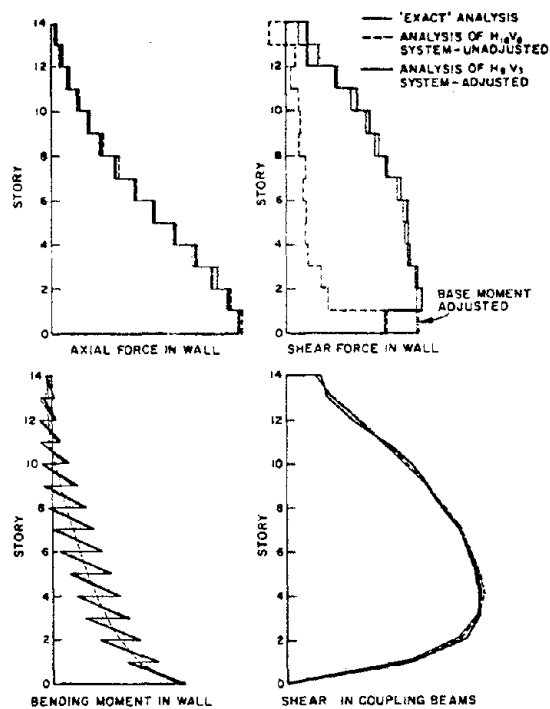 "EXACT" ANALYSIS
ANALYSIS OF H14V6
SYSTEM-UNADJUSTED
ANALYSIS OF H8V3
SYSTEM-ADJUSTED
14
12
10
8
6
4
2
0
STORY
AXIAL FORCE IN WALL
14
12
10
8
6
4
2
0
STORY
BASE MOMENT
ADJUSTED
SHEAR FORCE IN WALL
14
12
10
8
6
4
2
0
STORY
BENDING MOMENT IN WALL
14
12
10
8
6
4
2
0
STORY
SHEAR IN COUPLING BEAMS